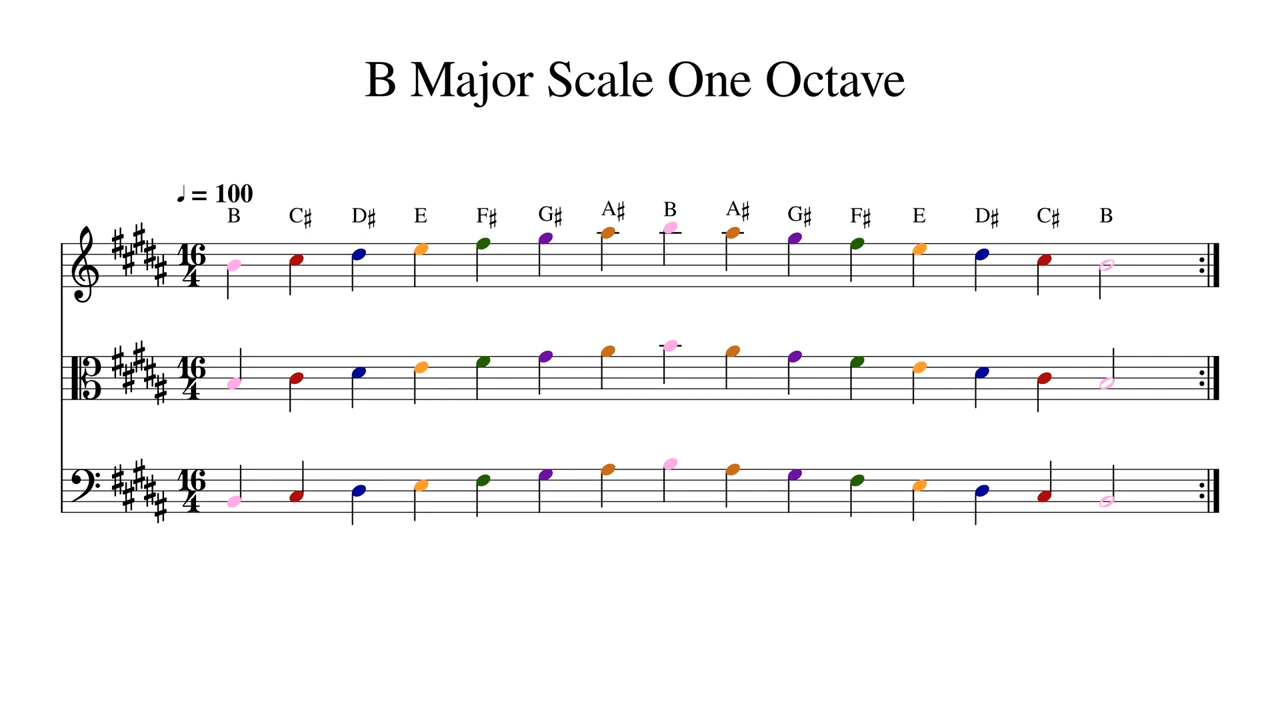 B Major Scale One Octave
♩ = 100
B C♯ D♯ E F♯ G♯ A♯ B A♯ G♯ F♯ E D♯ C♯ B
16
4
16
4
16
4